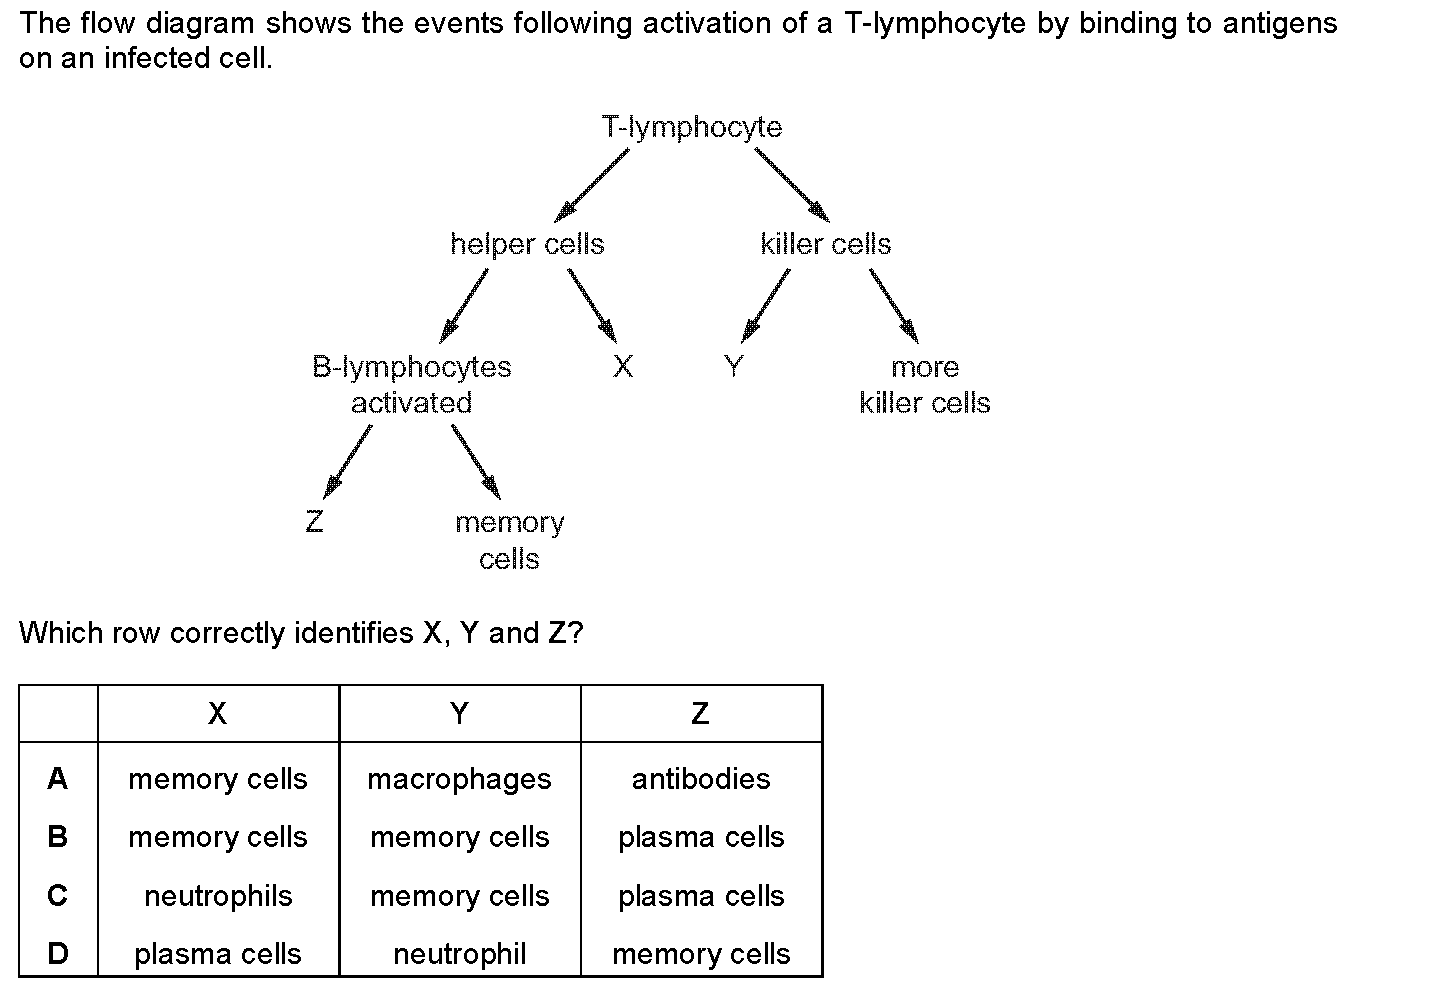 The flow diagram shows the events following activation of a T-lymphocyte by binding to antigens
on an infected cell.
T-lymphocyte
helper cells killer cells
B-lymphocytes X Y more
activated killer cells
Z memory
cells
Which row correctly identifies X, Y and Z?
X Y Z
A memory cells macrophages antibodies
B memory cells memory cells plasma cells
C neutrophils memory cells plasma cells
D plasma cells neutrophil memory cells